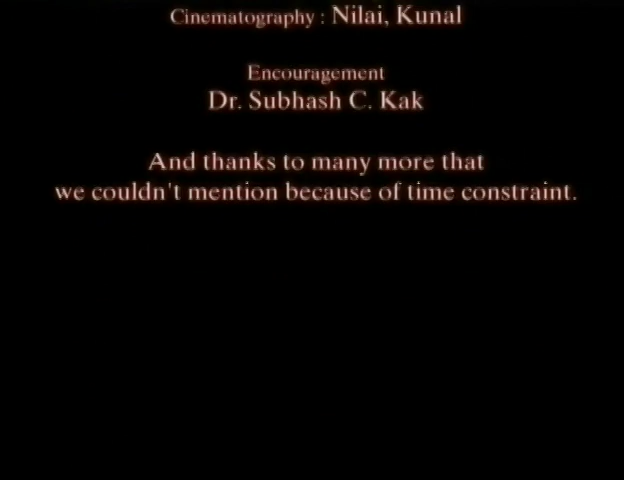 Cinematography : Nilai, Kunal
Encouragement
Dr. Subhash C. Kak
And thanks to many more that
we couldn't mention because of time constraint.